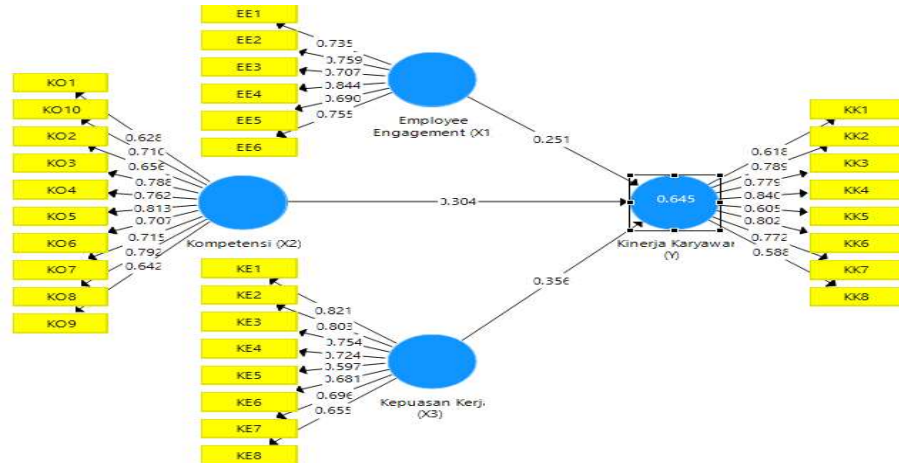 EE1
EE2
EE3
EE4
EE5
EE6
0.735
0.759
0.707
0.844
0.690
0.755
Employee
Engagement (X1
KO1
KO10
KO2
KO3
KO4
KO5
KO6
KO7
KO8
KO9
0.628
0.710
0.656
0.788
0.762
0.813
0.707
0.715
0.792
0.642
Kompetensi (X2)
0.251
0.304
0.356
KE1
KE2
KE3
KE4
KE5
KE6
KE7
KE8
0.821
0.803
0.754
0.724
0.597
0.681
0.696
0.655
Kepuasan Kerj
(X3)
0.645
Kinerja Karyawar
(Y)
0.618
0.789
0.779
0.840
0.605
0.802
0.772
0.588
KK1
KK2
KK3
KK4
KK5
KK6
KK7
KK8